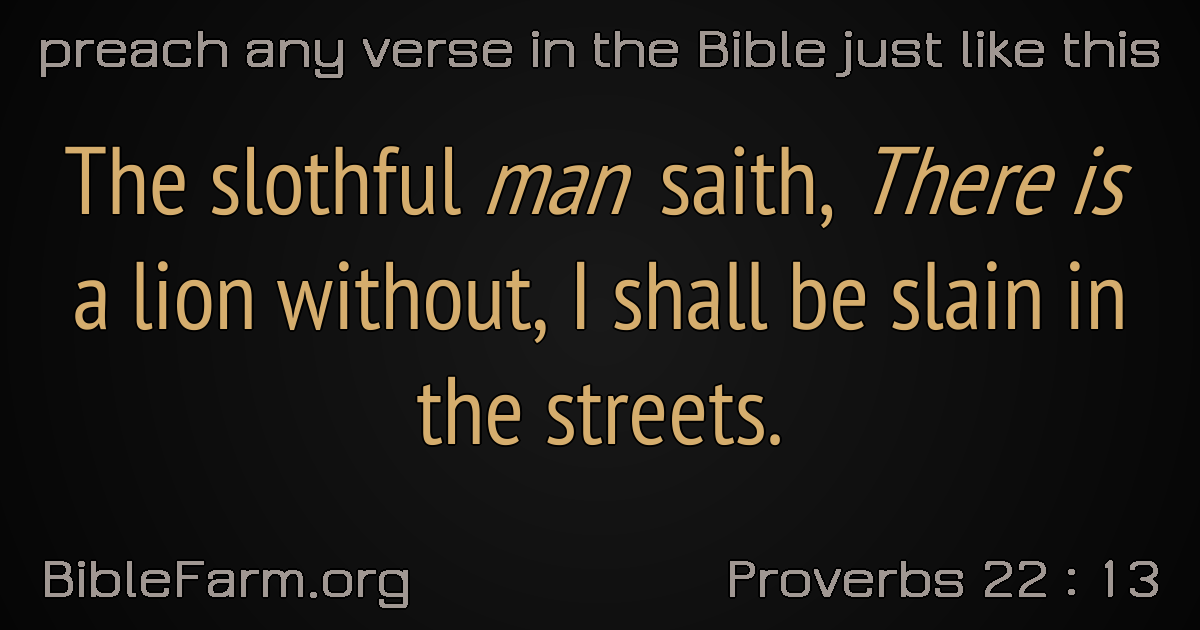 preach any verse in the Bible just like this
The slothful man saith, There is
a lion without, I shall be slain in
the streets.
BibleFarm.org
Proverbs 22 : 13